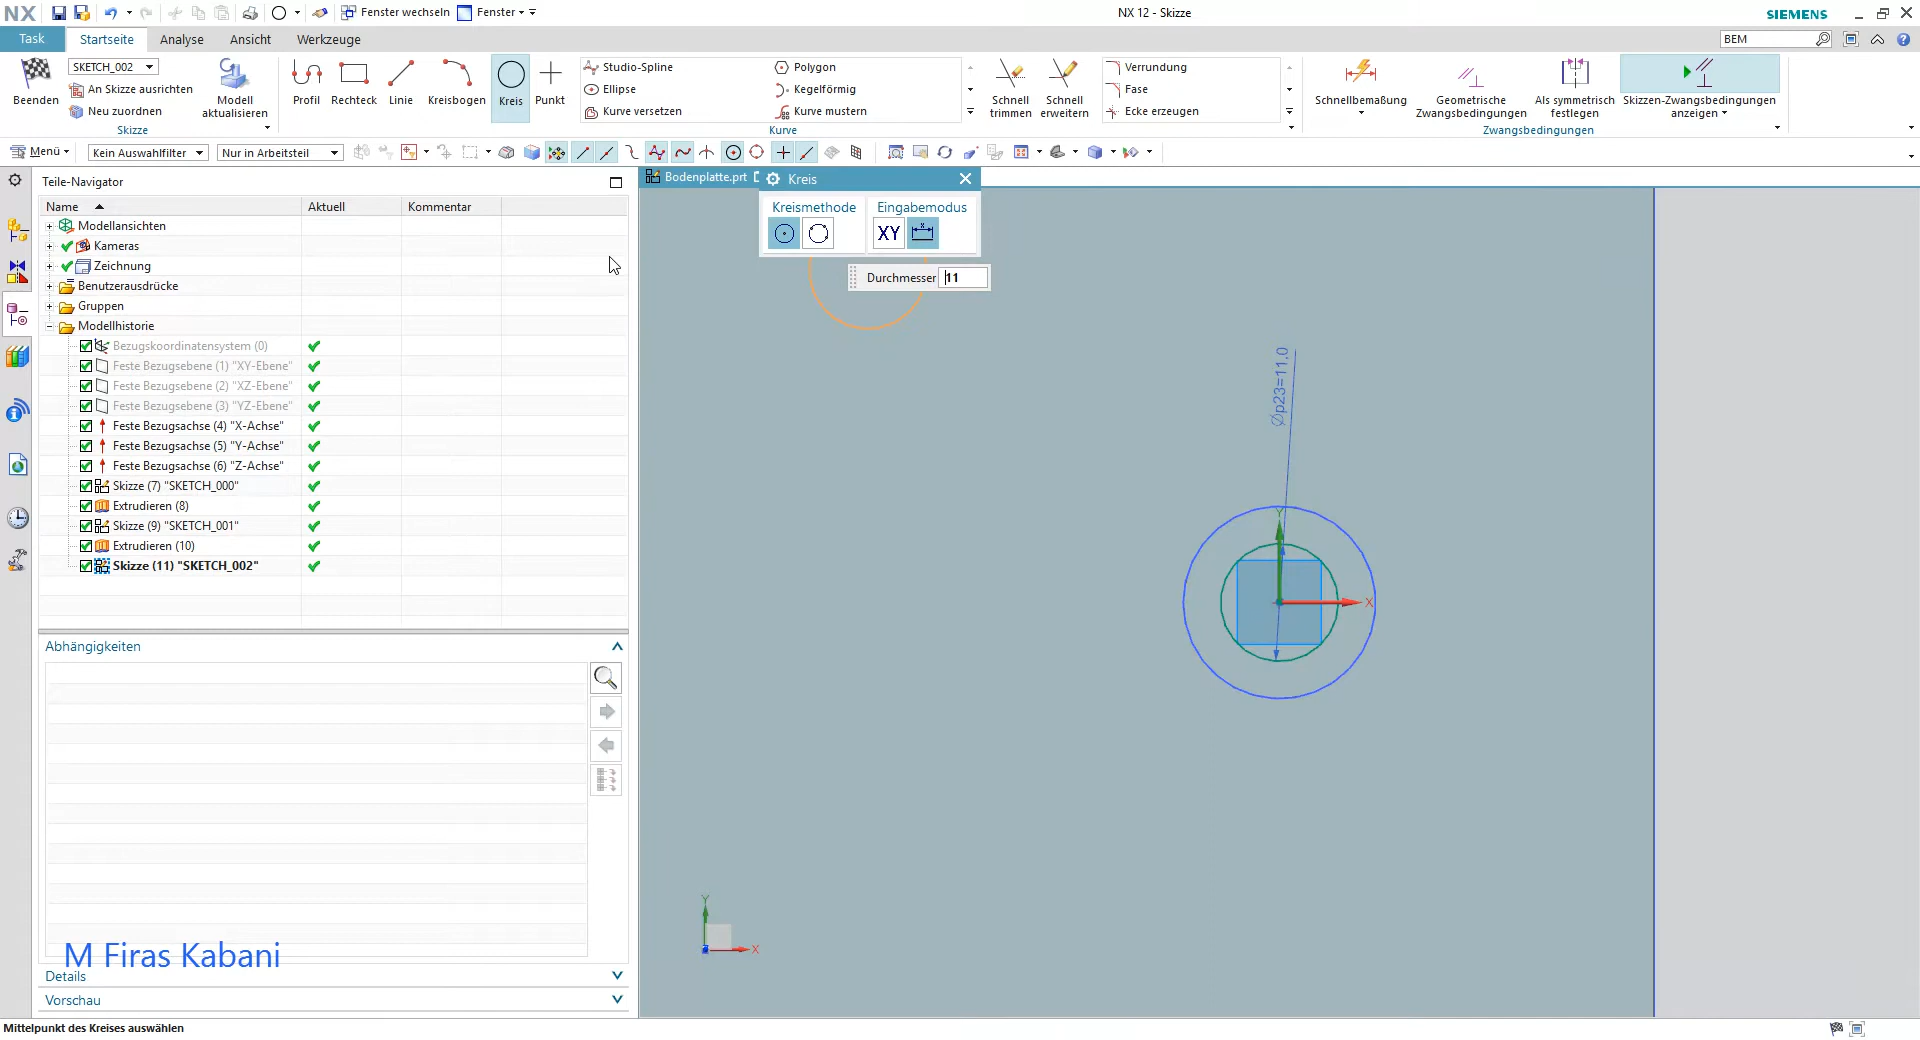 NX
Fenster wechseln
Fenster
NX 12 - Skizze
SIEMENS
Task
Startseite
Analyse
Ansicht
Werkzeuge
BEM
Beenden
SKETCH_002
An Skizze ausrichten
Neu zuordnen
Skizze
Modell
aktualisieren
Profil
Rechteck
Linie
Kreisbogen
Kreis
Punkt
Studio-Spline
Ellipse
Kurve versetzen
Polygon
Kegelförmig
Kurve mustern
Kurve
Schnell
trimmen
Schnell
erweitern
Verrundung
Fase
Ecke erzeugen
Schnellbemaßung
Geometrische
Zwangsbedingungen
Als symmetrisch
festlegen
Skizzen-Zwangsbedingungen
anzeigen
Zwangsbedingungen
Menü
Kein Auswahlfilter
Nur in Arbeitsteil
Teile-Navigator
Name
Aktuell
Kommentar
Modellansichten
Kameras
Zeichnung
Benutzerausdrücke
Gruppen
Modellhistorie
Bezugskoordinatensystem (0)
Feste Bezugsebene (1) "XY-Ebene"
Feste Bezugsebene (2) "XZ-Ebene"
Feste Bezugsebene (3) "YZ-Ebene"
Feste Bezugsachse (4) "X-Achse"
Feste Bezugsachse (5) "Y-Achse"
Feste Bezugsachse (6) "Z-Achse"
Skizze (7) "SKETCH_000"
Extrudieren (8)
Skizze (9) "SKETCH_001"
Extrudieren (10)
Skizze (11) "SKETCH_002"
Abhängigkeiten
M Firas Kabani
Details
Vorschau
Bodenplatte.prt
Kreis
Kreismethode
Eingabemodus
XY
Durchmesser 11
Øp23=11,0
Y
X
Y
X
Mittelpunkt des Kreises auswählen